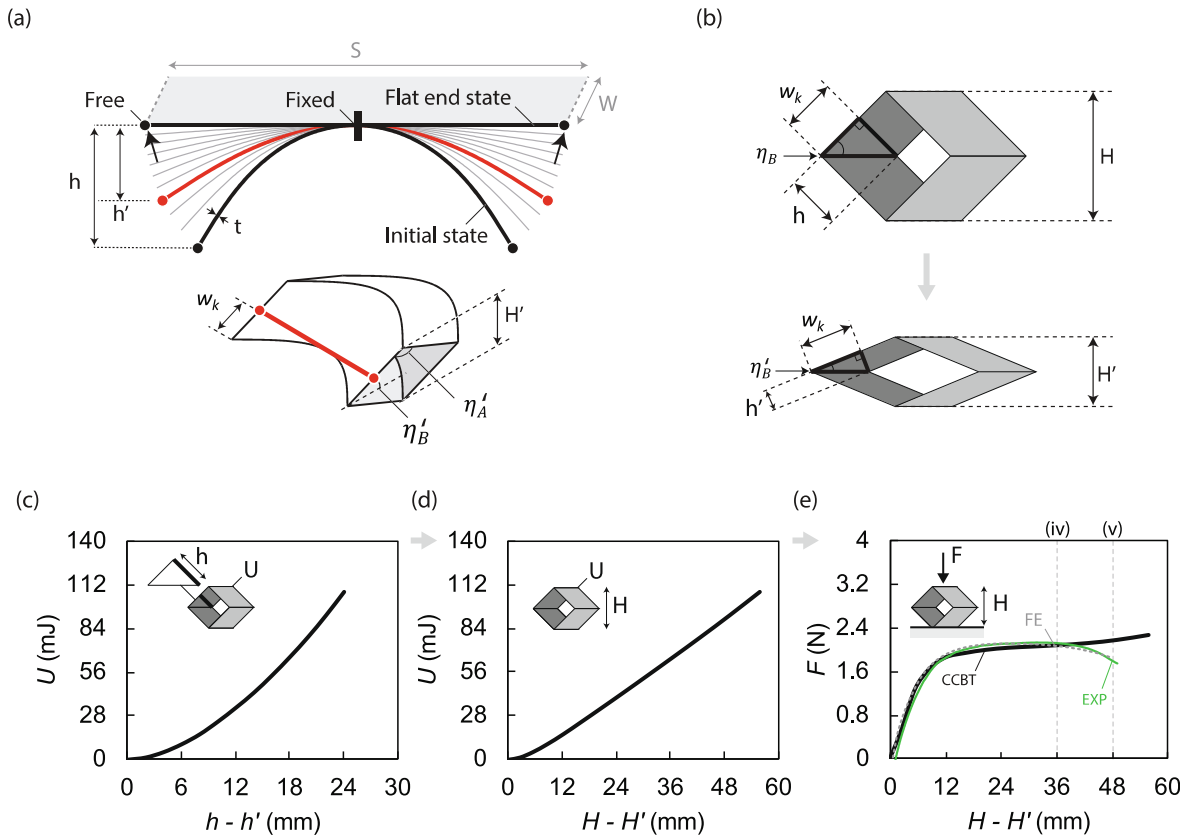 (a)
S
W
Free
Fixed
Flat end state
h
h'
t
Initial state
w_k
H'
η'_A
η'_B
(b)
w_k
η_B
h
H
w_k
η'_B
h'
H'
(c)
140
112
84
56
28
0
U (mJ)
h
U
0 6 12 18 24 30
h - h' (mm)
(d)
140
112
84
56
28
0
U (mJ)
U
H
0 12 24 36 48 60
H - H' (mm)
(e)
(iv) (v)
4
3.2
2.4
1.6
0.8
0
F (N)
F
H
FE
CCBT
EXP
0 12 24 36 48 60
H - H' (mm)